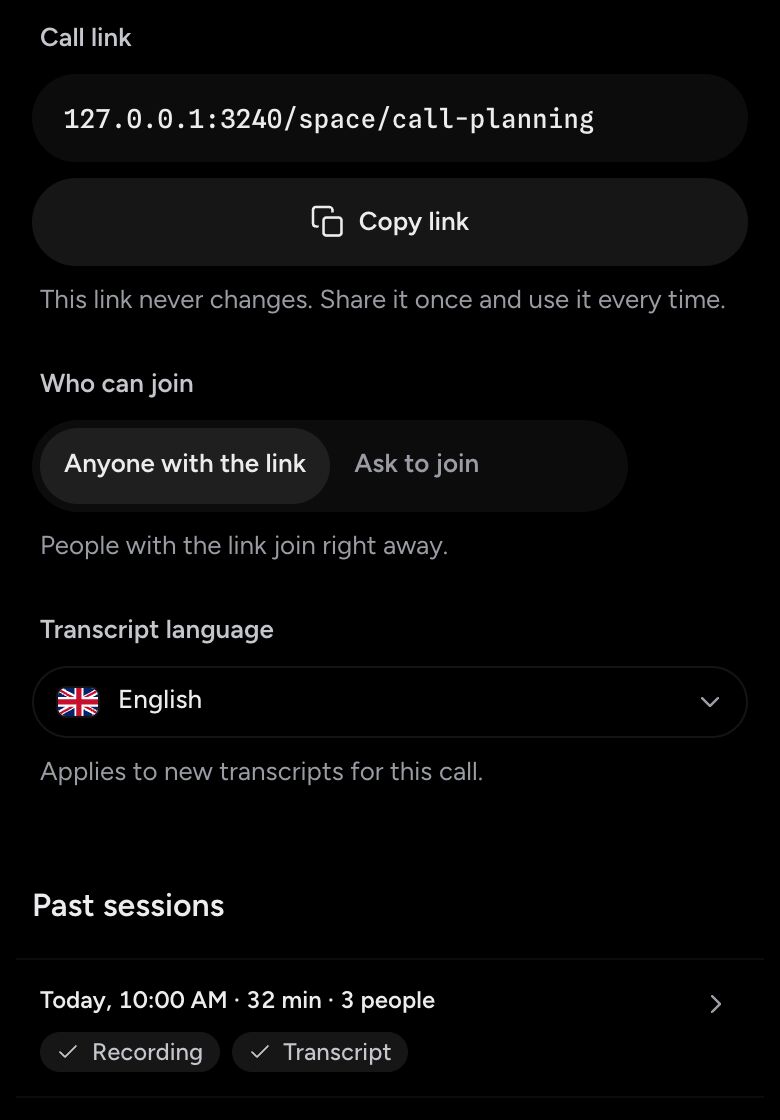 Call link
127.0.0.1:3240/space/call-planning
Copy link
This link never changes. Share it once and use it every time.
Who can join
Anyone with the link
Ask to join
People with the link join right away.
Transcript language
English
Applies to new transcripts for this call.
Past sessions
Today, 10:00 AM · 32 min · 3 people
Recording
Transcript